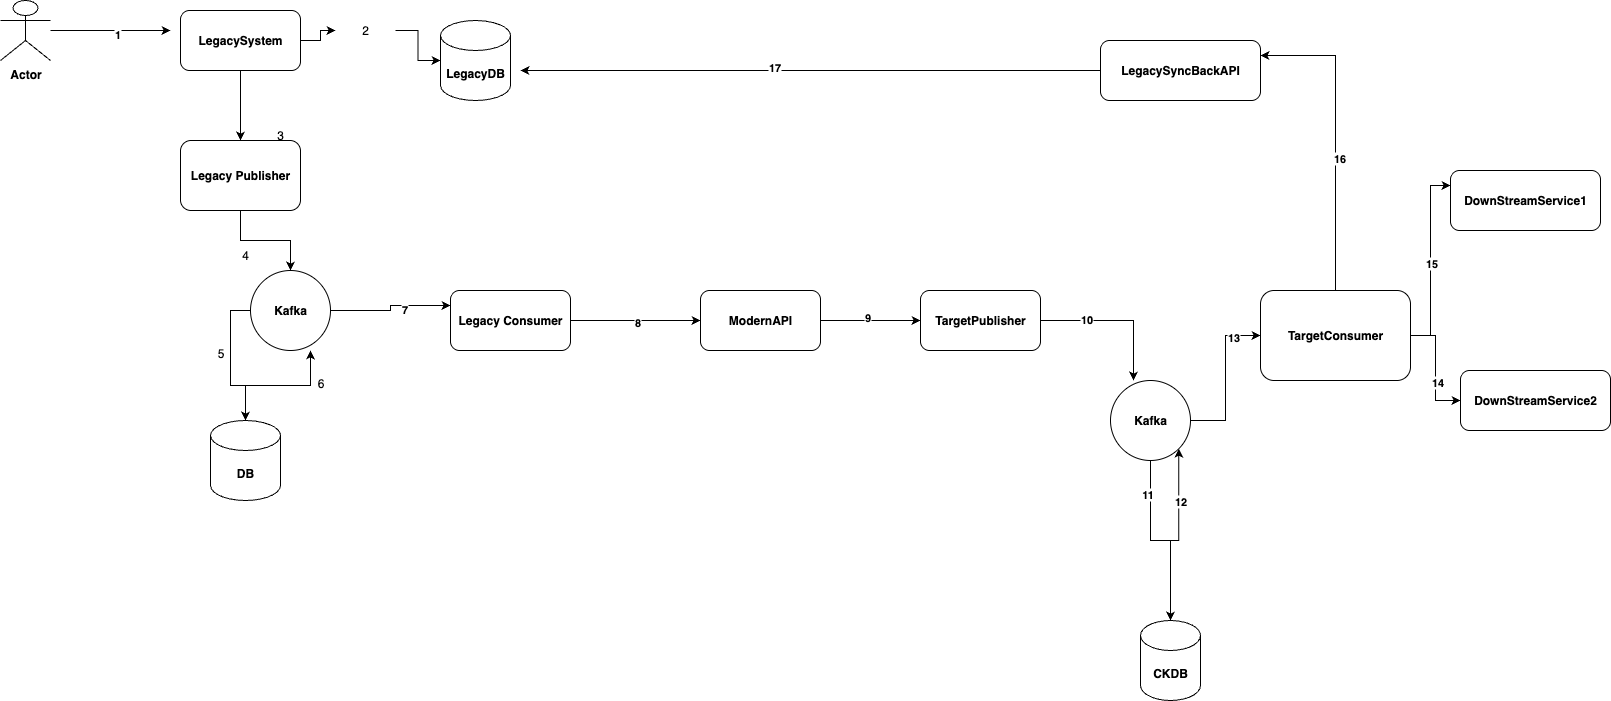 1
2
17
Actor
LegacySystem
LegacyDB
LegacySyncBackAPI
3
Legacy Publisher
16
DownStreamService1
4
15
Kafka
7
Legacy Consumer
8
ModernAPI
9
TargetPublisher
10
13
TargetConsumer
5
6
14
DownStreamService2
Kafka
DB
11
12
CKDB